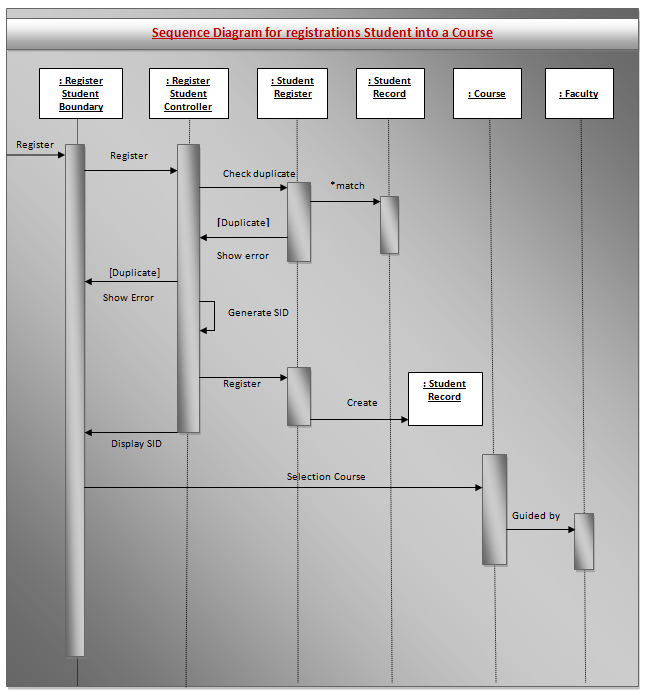 Sequence Diagram for registrations Student into a Course
: Register
Student
Boundary
: Register
Student
Controller
: Student
Register
: Student
Record
: Course
: Faculty
Register
Register
Check duplicate
*match
[Duplicate]
Show error
[Duplicate]
Show Error
Generate SID
Register
: Student
Record
Create
Display SID
Selection Course
Guided by